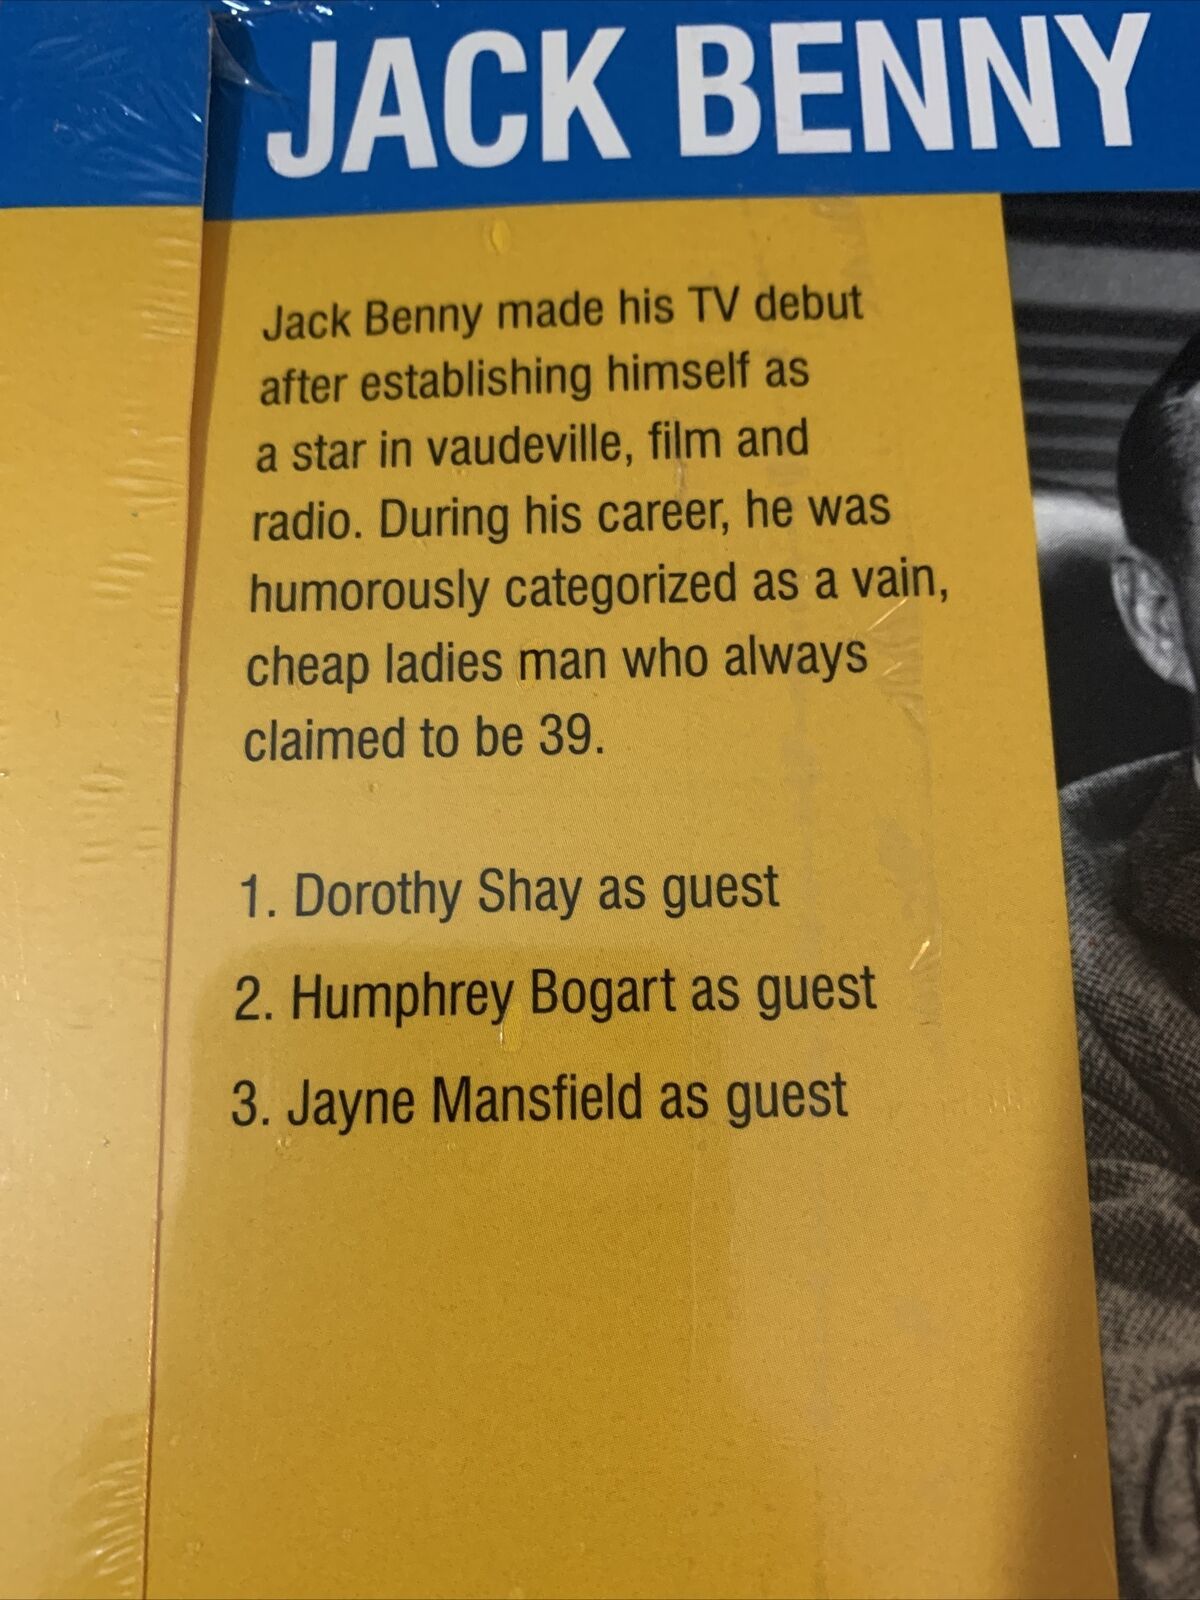 JACK BENNY
Jack Benny made his TV debut
after establishing himself as
a star in vaudeville, film and
radio. During his career, he was
humorously categorized as a vain,
cheap ladies man who always
claimed to be 39.
1. Dorothy Shay as guest
2. Humphrey Bogart as guest
3. Jayne Mansfield as guest